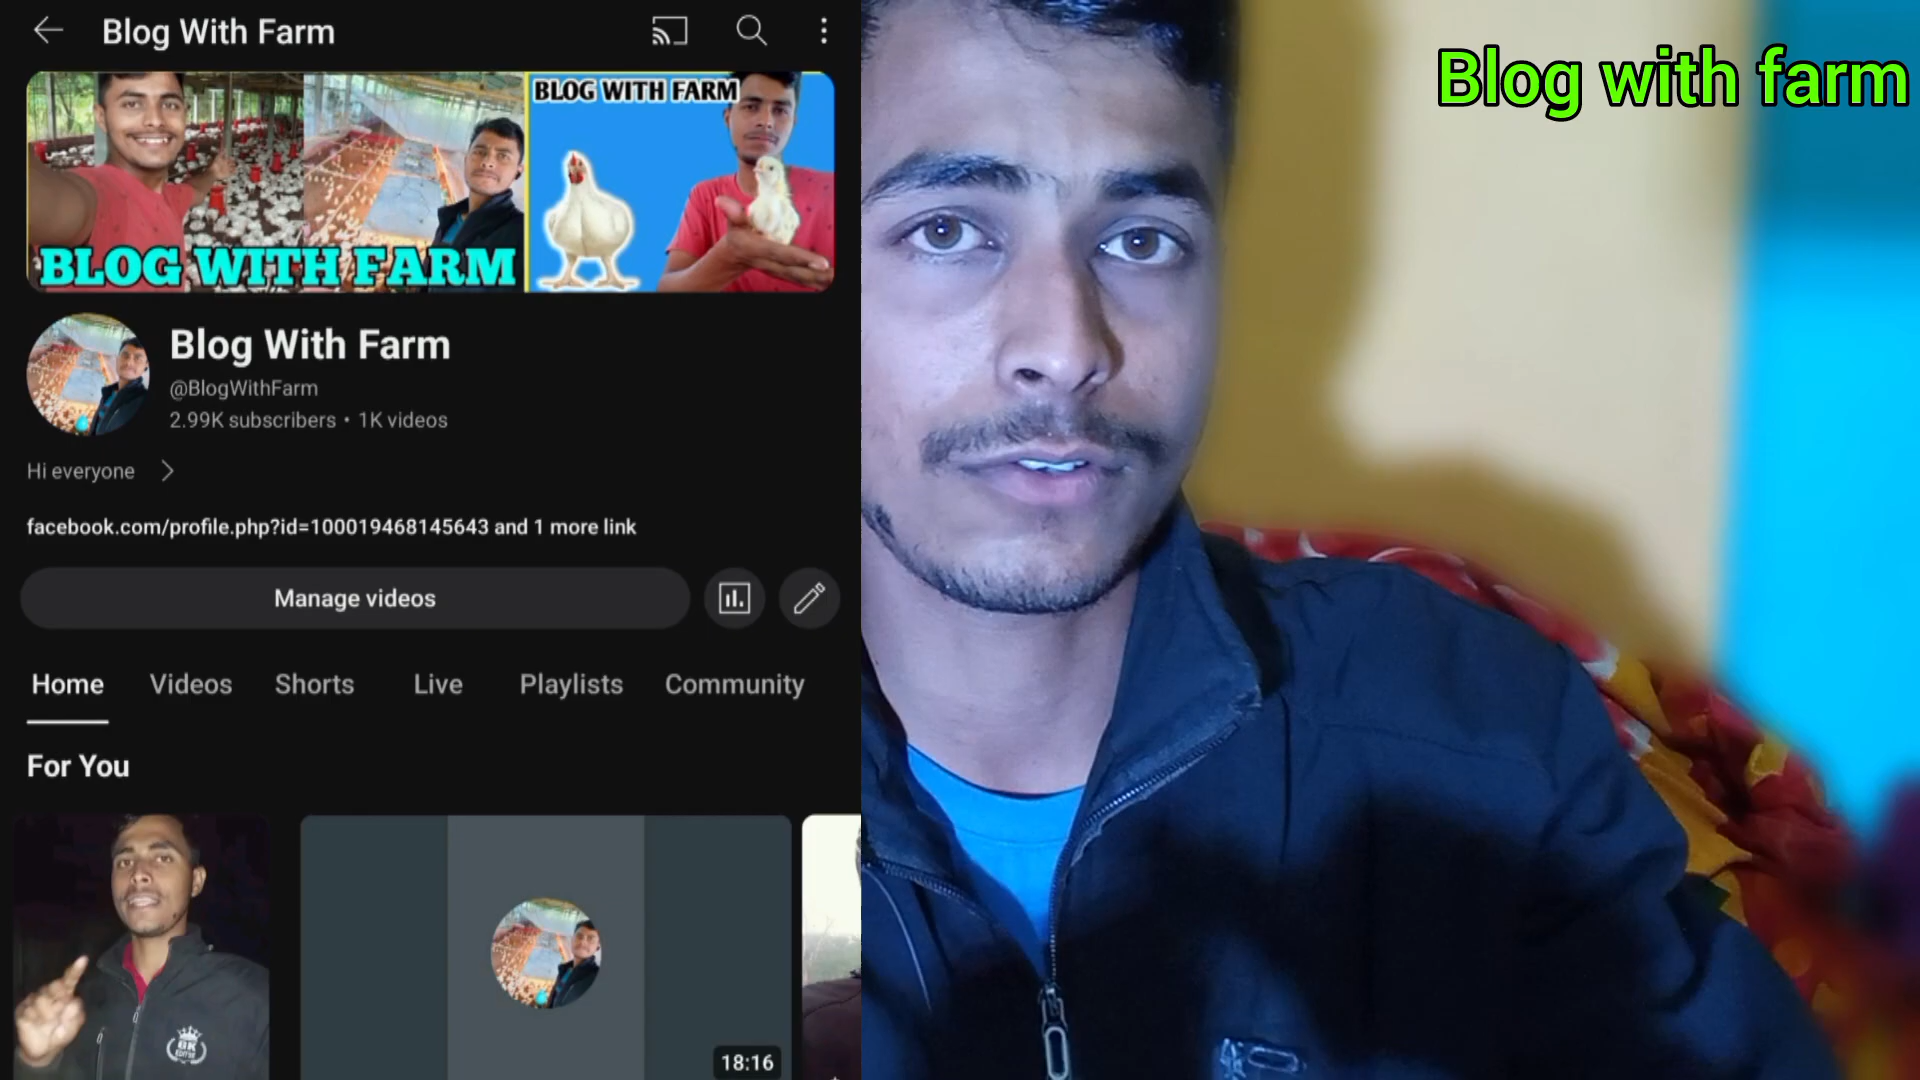 Blog With Farm
BLOG WITH FARM
BLOG WITH FARM
Blog With Farm
@BlogWithFarm
2.99K subscribers • 1K videos
Hi everyone
facebook.com/profile.php?id=100019468145643 and 1 more link
Manage videos
Home Videos Shorts Live Playlists Community
For You
18:16
Blog with farm